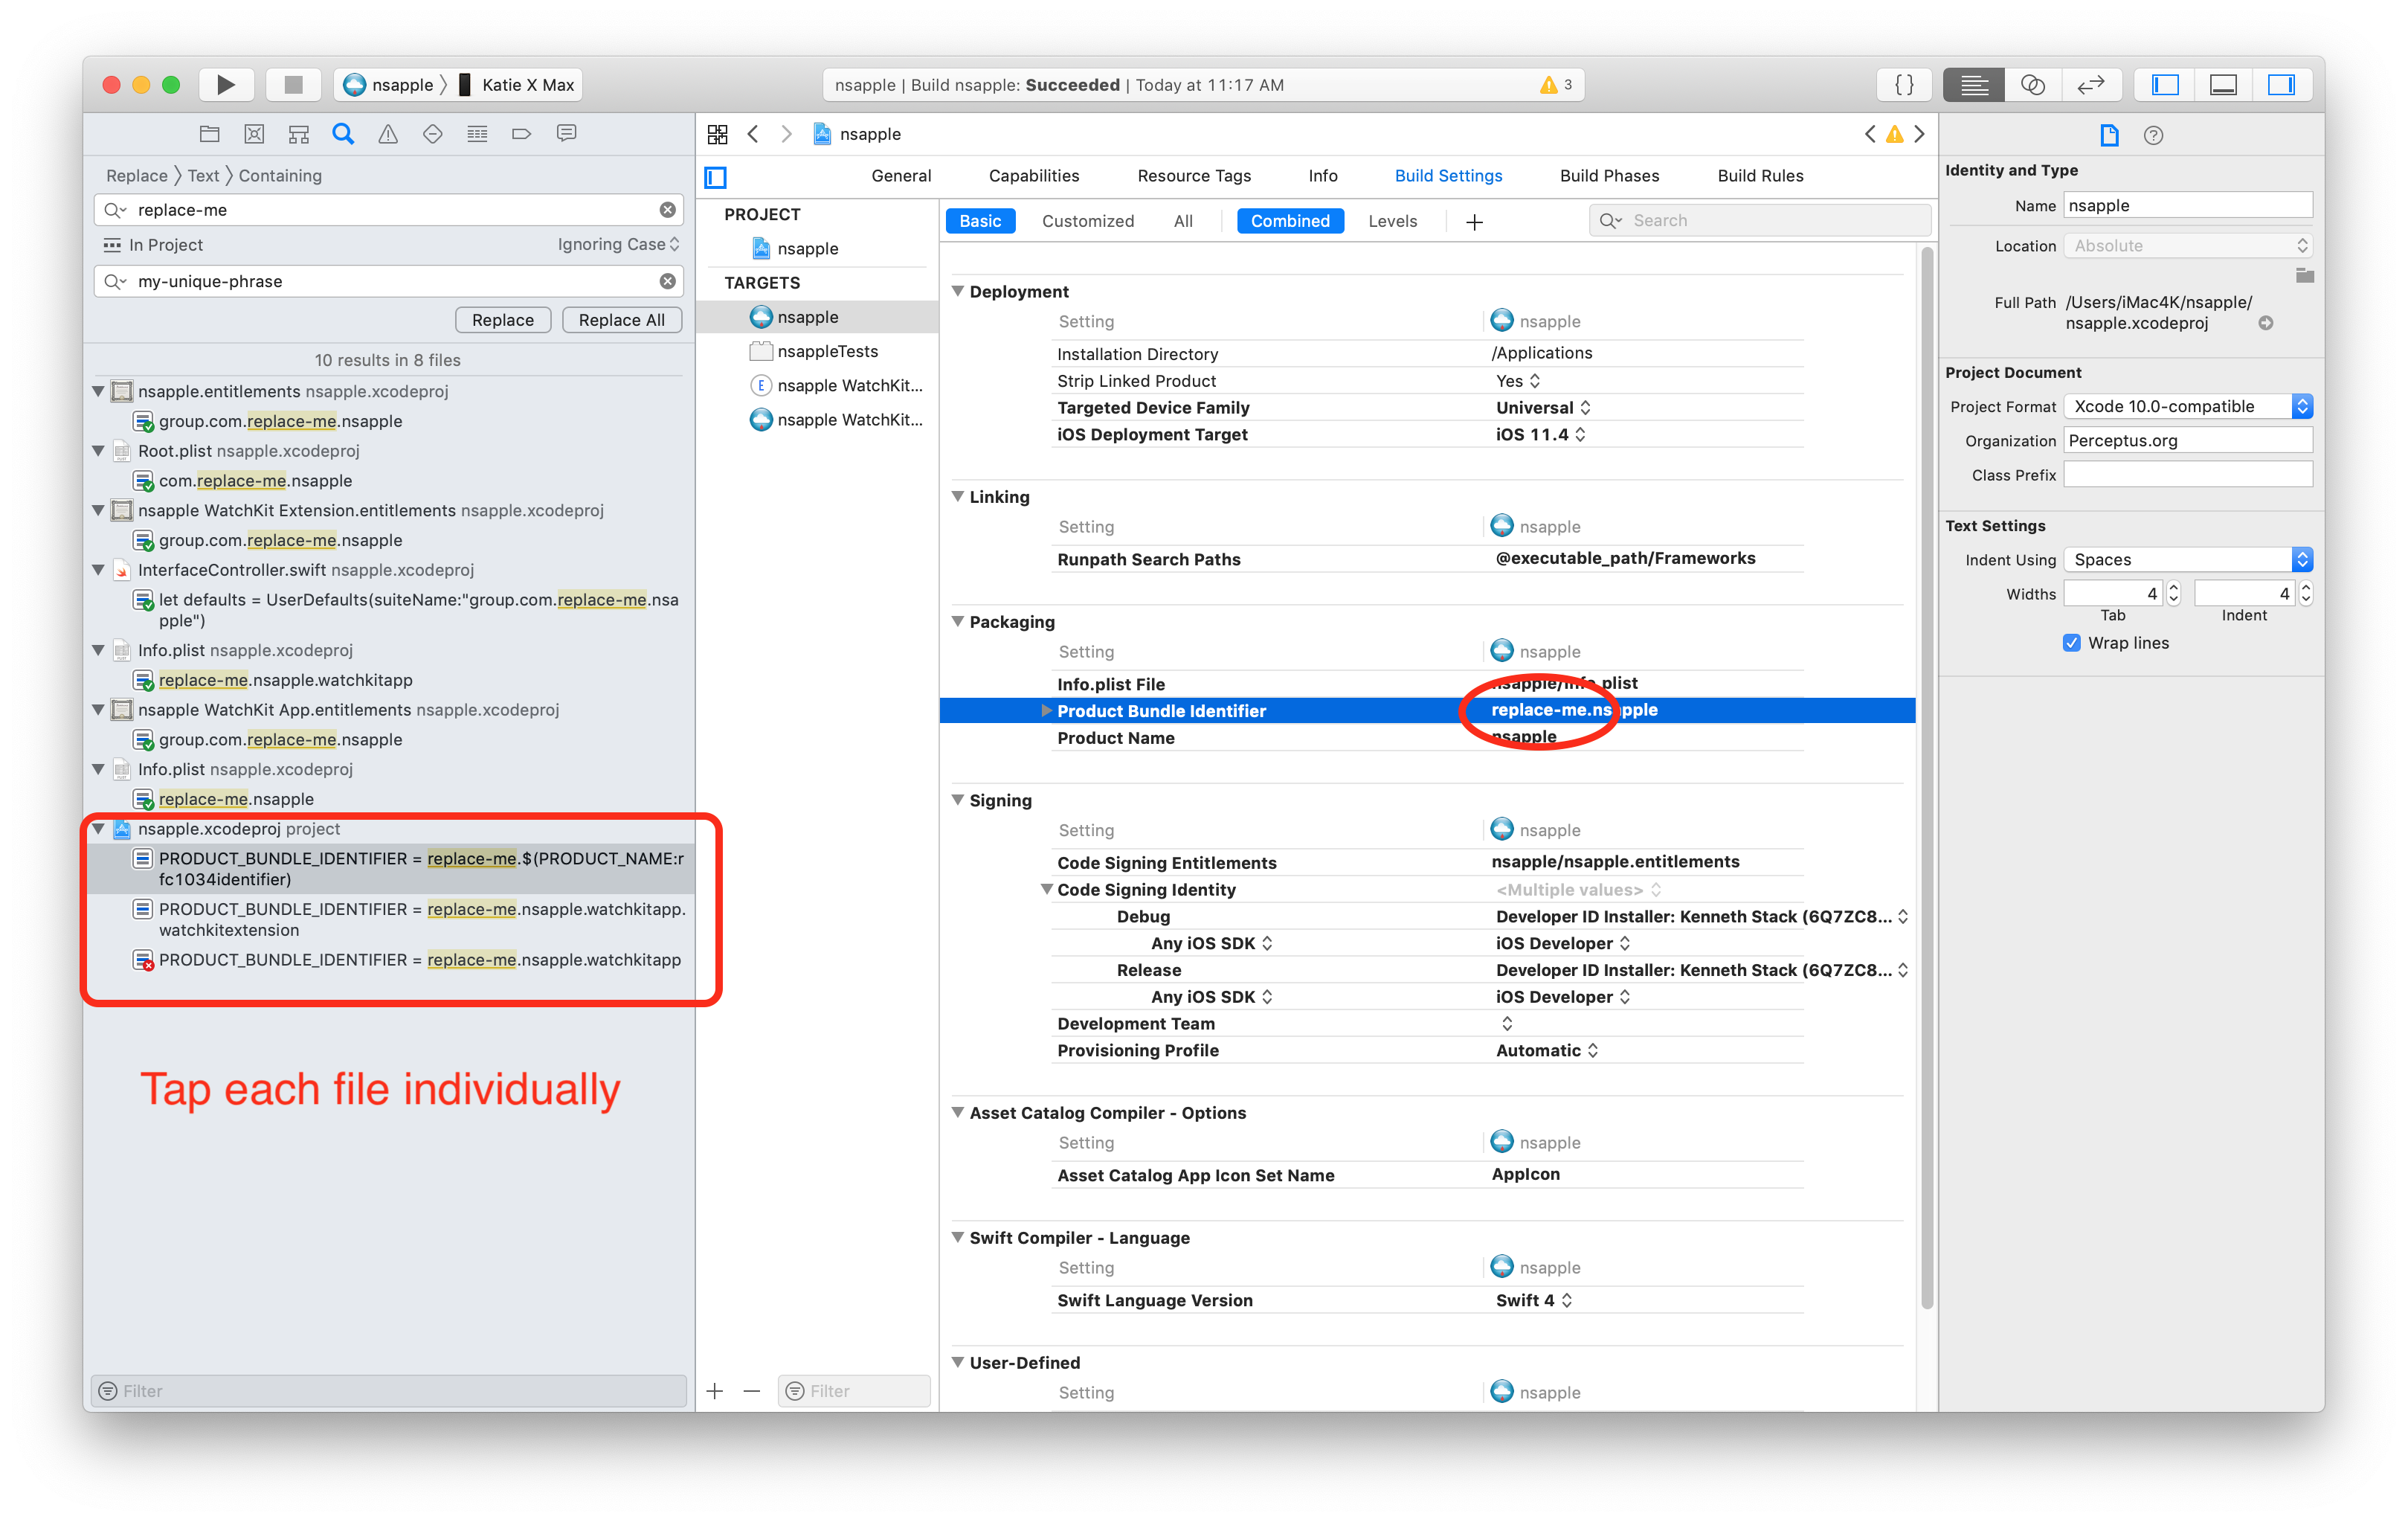 nsapple 〉 Katie X Max
nsapple | Build nsapple: Succeeded | Today at 11:17 AM
3
{ }
Replace 〉 Text 〉 Containing
replace-me
In Project
Ignoring Case
my-unique-phrase
Replace
Replace All
10 results in 8 files
nsapple.entitlements nsapple.xcodeproj
group.com.replace-me.nsapple
Root.plist nsapple.xcodeproj
com.replace-me.nsapple
nsapple WatchKit Extension.entitlements nsapple.xcodeproj
group.com.replace-me.nsapple
InterfaceController.swift nsapple.xcodeproj
let defaults = UserDefaults(suiteName:"group.com.replace-me.nsa
pple")
Info.plist nsapple.xcodeproj
replace-me.nsapple.watchkitapp
nsapple WatchKit App.entitlements nsapple.xcodeproj
group.com.replace-me.nsapple
Info.plist nsapple.xcodeproj
replace-me.nsapple
nsapple.xcodeproj project
PRODUCT_BUNDLE_IDENTIFIER = replace-me.$(PRODUCT_NAME:r
fc1034identifier)
PRODUCT_BUNDLE_IDENTIFIER = replace-me.nsapple.watchkitapp.
watchkitextension
PRODUCT_BUNDLE_IDENTIFIER = replace-me.nsapple.watchkitapp
Tap each file individually
Filter
nsapple
General
Capabilities
Resource Tags
Info
Build Settings
Build Phases
Build Rules
PROJECT
nsapple
TARGETS
nsapple
nsappleTests
E nsapple WatchKit...
nsapple WatchKit...
Filter
Basic
Customized
All
Combined
Levels
Search
Deployment
Setting nsapple
Installation Directory /Applications
Strip Linked Product Yes
Targeted Device Family Universal
iOS Deployment Target iOS 11.4
Linking
Setting nsapple
Runpath Search Paths @executable_path/Frameworks
Packaging
Setting nsapple
Info.plist File nsapple/Info.plist
Product Bundle Identifier replace-me.nsapple
Product Name nsapple
Signing
Setting nsapple
Code Signing Entitlements nsapple/nsapple.entitlements
Code Signing Identity <Multiple values>
Debug Developer ID Installer: Kenneth Stack (6Q7ZC8...
Any iOS SDK iOS Developer
Release Developer ID Installer: Kenneth Stack (6Q7ZC8...
Any iOS SDK iOS Developer
Development Team
Provisioning Profile Automatic
Asset Catalog Compiler - Options
Setting nsapple
Asset Catalog App Icon Set Name AppIcon
Swift Compiler - Language
Setting nsapple
Swift Language Version Swift 4
User-Defined
Setting nsapple
Identity and Type
Name nsapple
Location Absolute
Full Path /Users/iMac4K/nsapple/
nsapple.xcodeproj
Project Document
Project Format Xcode 10.0-compatible
Organization Perceptus.org
Class Prefix
Text Settings
Indent Using Spaces
Widths 4 4
Tab Indent
Wrap lines